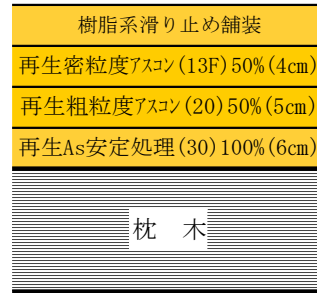 樹脂系滑り止め舗装
再生密粒度アスコン(13F)50%(4cm)
再生粗粒度アスコン(20)50%(5cm)
再生As安定処理(30)100%(6cm)
枕　木